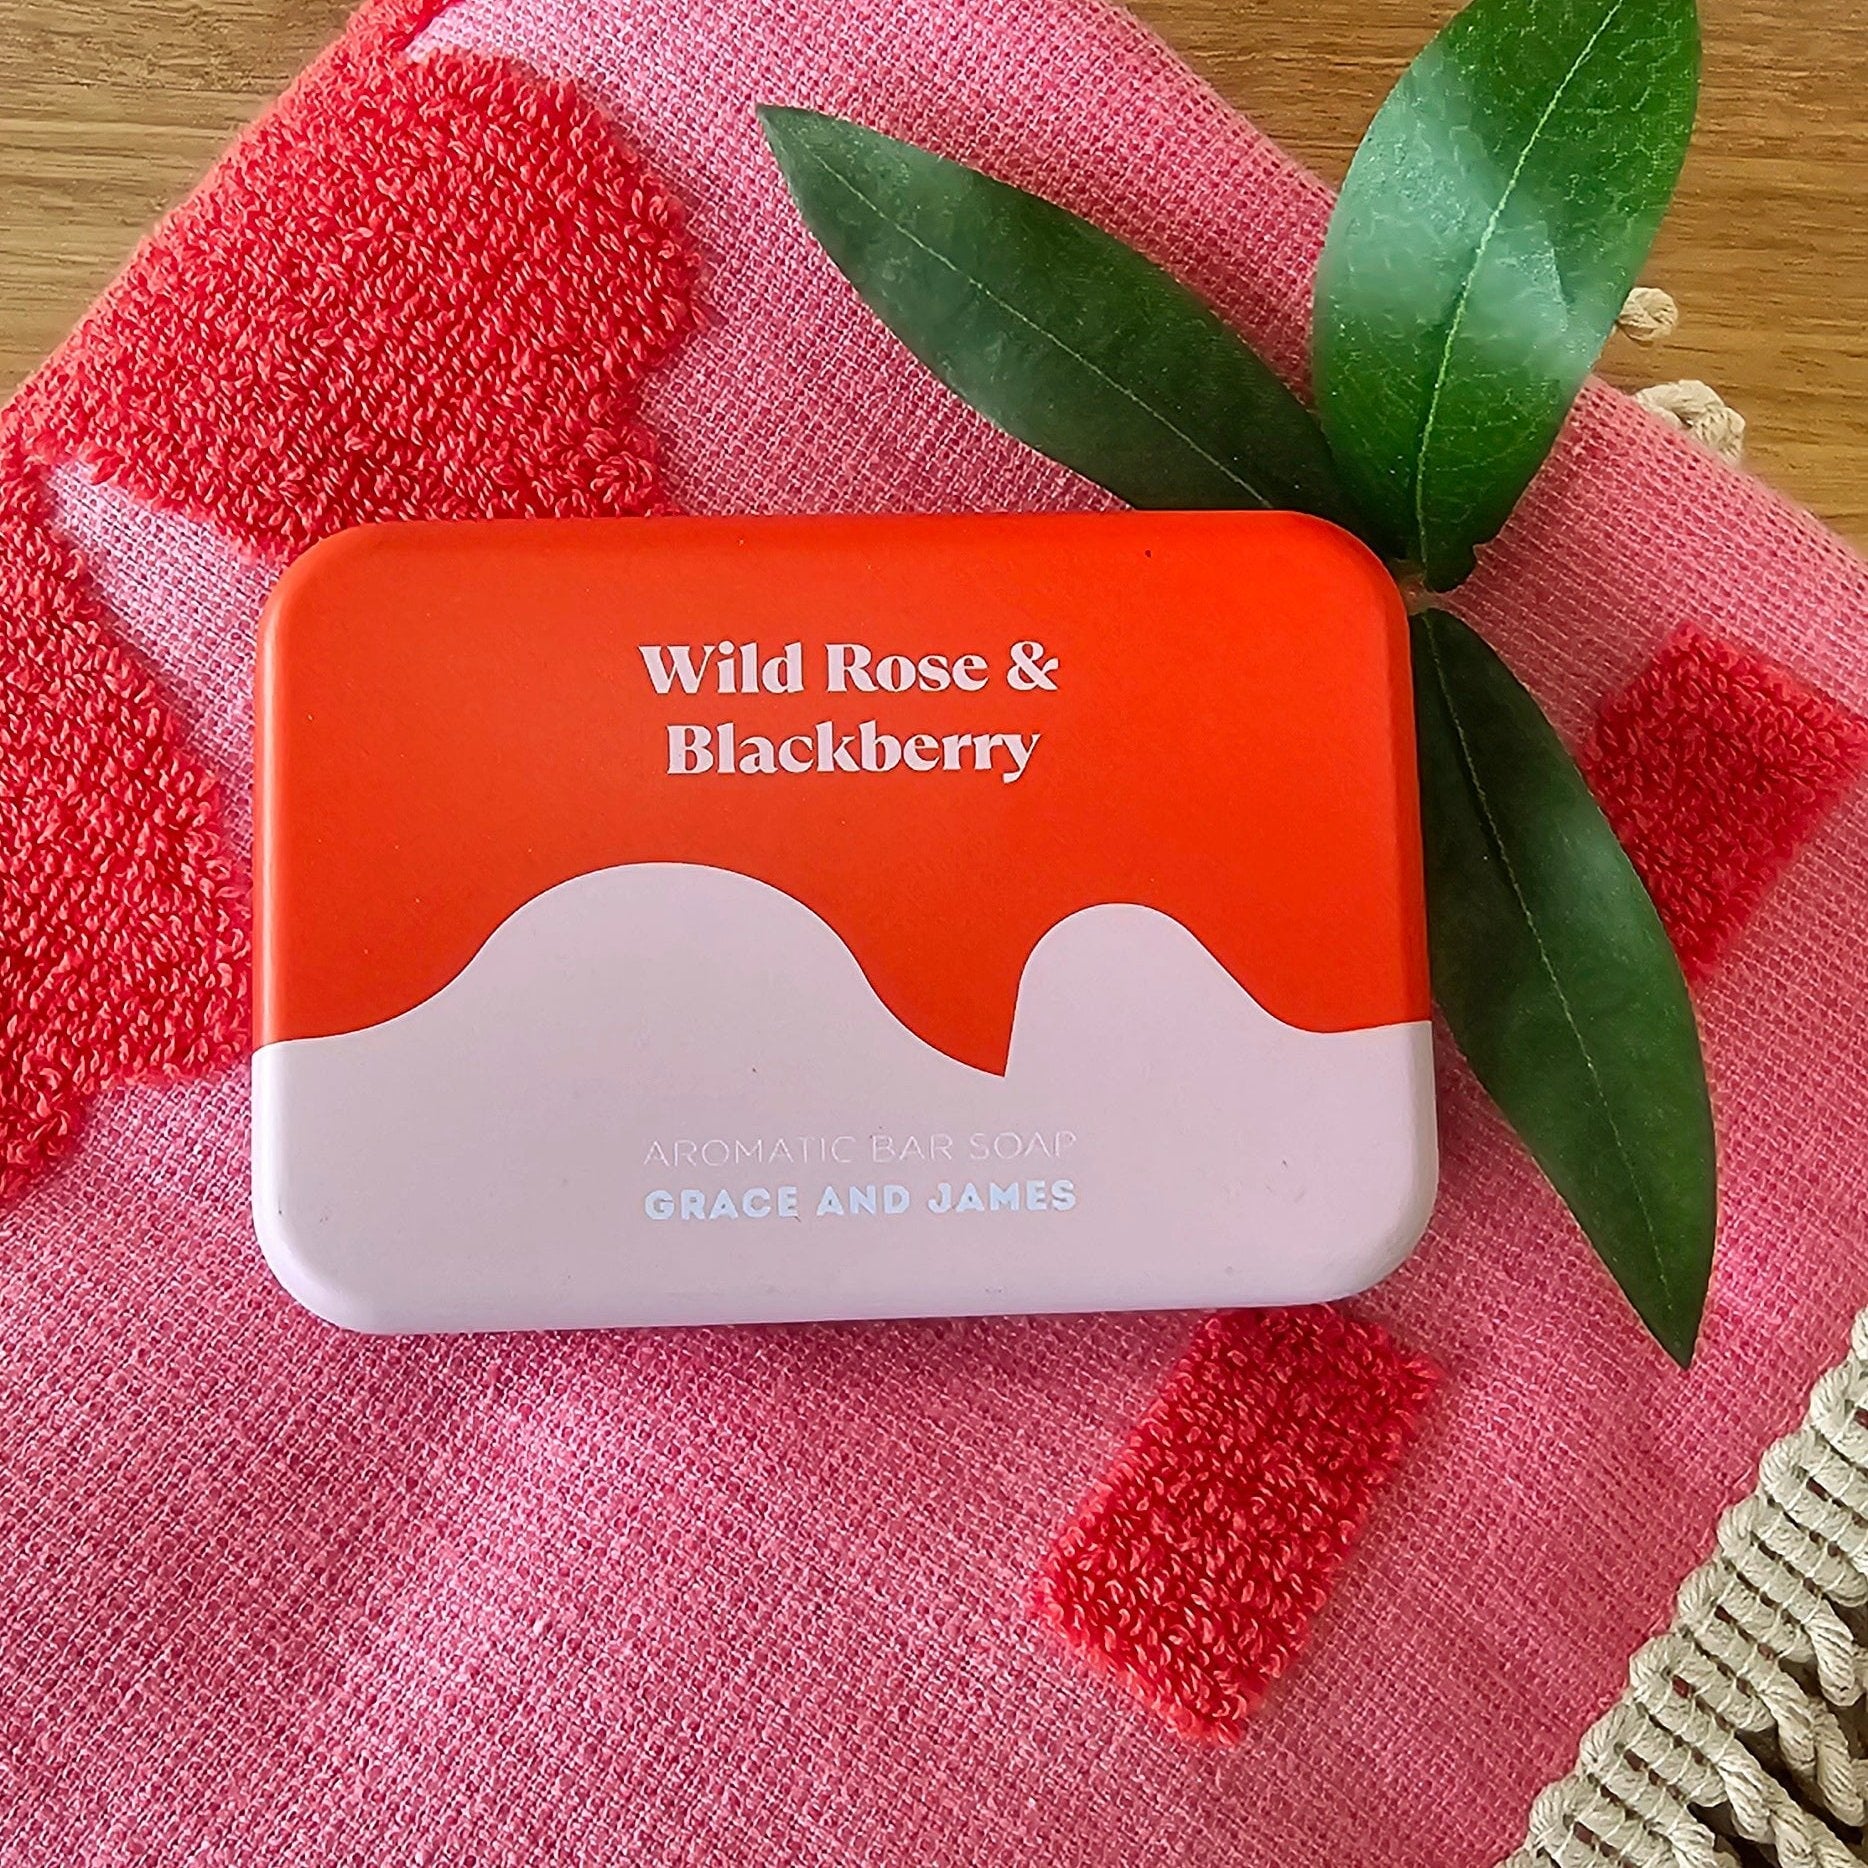 Wild Rose &
Blackberry
AROMATIC BAR SOAP
GRACE AND JAMES